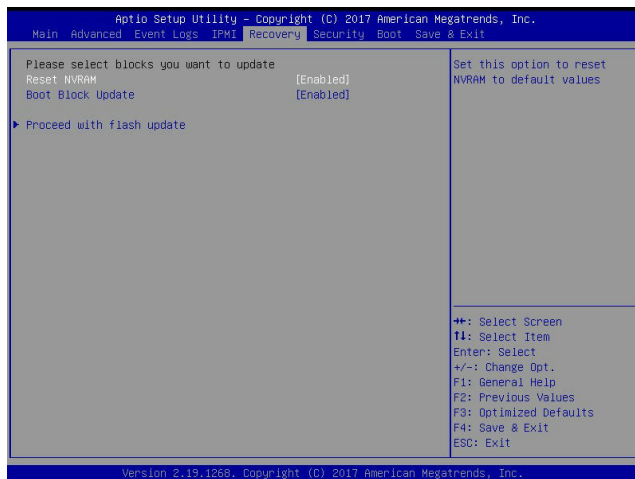 Aptio Setup Utility - Copyright (C) 2017 American Megatrends, Inc.
Main Advanced Event Logs IPMI Recovery Security Boot Save & Exit
Please select blocks you want to update
Reset NVRAM [Enabled]
Boot Block Update [Enabled]
Proceed with flash update
Set this option to reset
NVRAM to default values
↔: Select Screen
↑↓: Select Item
Enter: Select
+/-: Change Opt.
F1: General Help
F2: Previous Values
F3: Optimized Defaults
F4: Save & Exit
ESC: Exit
Version 2.19.1268. Copyright (C) 2017 American Megatrends, Inc.